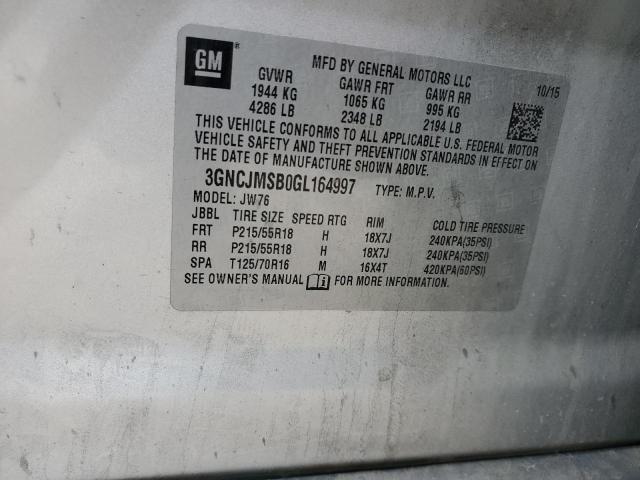 GM
MFD BY GENERAL MOTORS LLC
GVWR GAWR FRT GAWR RR 10/15
1944 KG 1065 KG 995 KG
4286 LB 2348 LB 2194 LB
THIS VEHICLE CONFORMS TO ALL APPLICABLE U.S. FEDERAL MOTOR
VEHICLE SAFETY AND THEFT PREVENTION STANDARDS IN EFFECT ON
THE DATE OF MANUFACTURE SHOWN ABOVE.
3GNCJMSB0GL164997 TYPE: M.P.V.
MODEL: JW76
JBBL TIRE SIZE SPEED RTG RIM COLD TIRE PRESSURE
FRT P215/55R18 H 18X7J 240KPA(35PSI)
RR P215/55R18 H 18X7J 240KPA(35PSI)
SPA T125/70R16 M 16X4T 420KPA(60PSI)
SEE OWNER'S MANUAL FOR MORE INFORMATION.